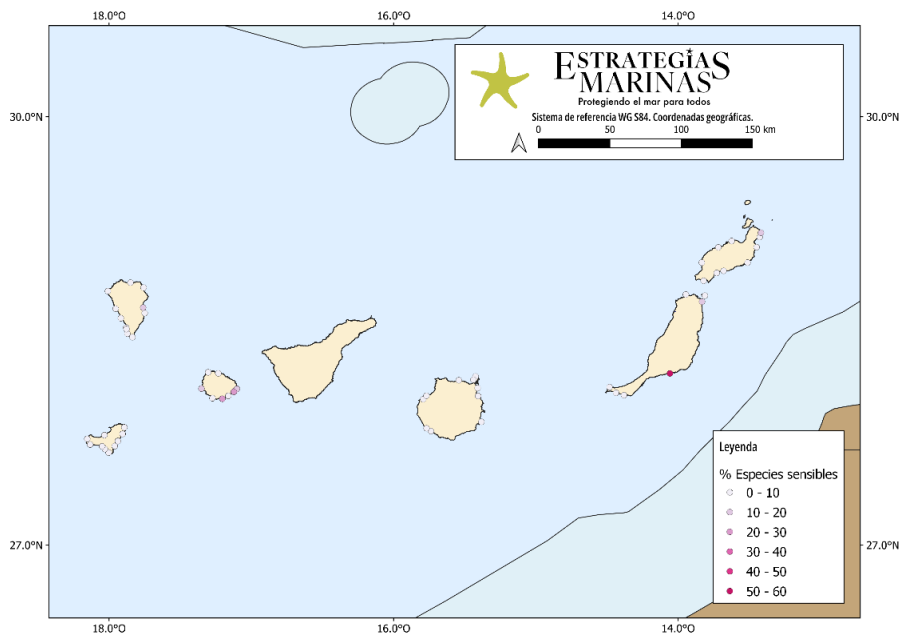 18.0°O 16.0°O 14.0°O
ESTRATEGIAS
MARINAS
Protegiendo el mar para todos
Sistema de referencia WG S84. Coordenadas geográficas.
0 50 100 150 km
30.0°N 30.0°N
Leyenda
% Especies sensibles
0 - 10
10 - 20
20 - 30
30 - 40
40 - 50
50 - 60
27.0°N 27.0°N
18.0°O 16.0°O 14.0°O